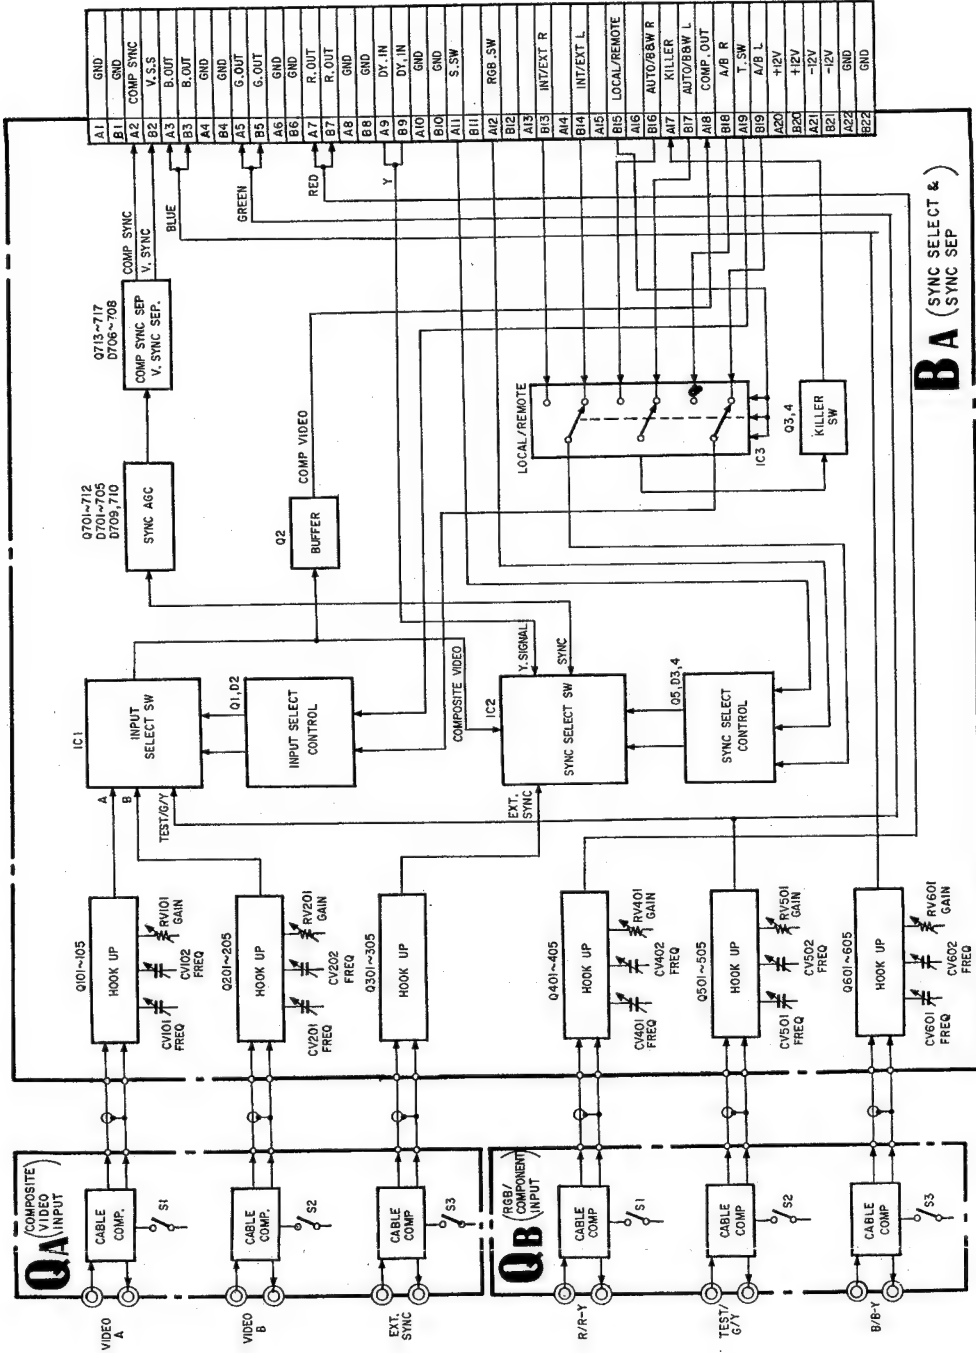 A1 GND
B1 GND
A2 COMP SYNC
B2 V.S.S
A3 B.OUT
B3 B.OUT
A4 GND
B4 GND
A5 G.OUT
B5 G.OUT
A6 GND
B6 GND
A7 R.OUT
B7 R.OUT
A8 GND
B8 GND
A9 DY.IN
B9 DY.IN
A10 GND
B10 GND
A11 S.SW
B11
A12 RGB.SW
B12
A13
B13 INT/EXT R
A14
B14 INT/EXT L
A15
B15 LOCAL/REMOTE
A16
B16 AUTO/B&W R
A17 KILLER
B17 AUTO/B&W L
A18 COMP.OUT
B18 A/B R
A19 T.SW
B19 A/B L
A20 +12V
B20 +12V
A21 -12V
B21 -12V
A22 GND
B22 GND
COMP SYNC
V. SYNC
BLUE
GREEN
RED
Y
Q713~717
D706~708
COMP SYNC SEP
V. SYNC SEP.
Q701~712
D701~705
D709,710
SYNC AGC
COMP VIDEO
Q2
BUFFER
LOCAL/REMOTE
IC3
Q3,4
KILLER
SW
BA (SYNC SELECT &
SYNC SEP
IC1
INPUT
SELECT SW
A
B
TEST/G/Y
Q1,D2
INPUT SELECT
CONTROL
COMPOSITE VIDEO
Y.SIGNAL
SYNC
IC2
SYNC SELECT SW
EXT.
SYNC
Q5,D3,4
SYNC SELECT
CONTROL
Q101~105
HOOK UP
CV101
FREQ
CV102
FREQ
RV101
GAIN
Q201~205
HOOK UP
CV201
FREQ
CV202
FREQ
RV201
GAIN
Q301~305
HOOK UP
Q401~405
HOOK UP
CV401
FREQ
CV402
FREQ
RV401
GAIN
Q501~505
HOOK UP
CV501
FREQ
CV502
FREQ
RV501
GAIN
Q601~605
HOOK UP
CV601
FREQ
CV602
FREQ
RV601
GAIN
QA (COMPOSITE
VIDEO
INPUT)
CABLE
COMP.
S1
CABLE
COMP.
S2
CABLE
COMP
S3
VIDEO
A
VIDEO
B
EXT.
SYNC
QB (RGB/
COMPONENT
INPUT)
CABLE
COMP
S1
CABLE
COMP
S2
CABLE
COMP
S3
R/R-Y
TEST/
G/Y
B/B-Y